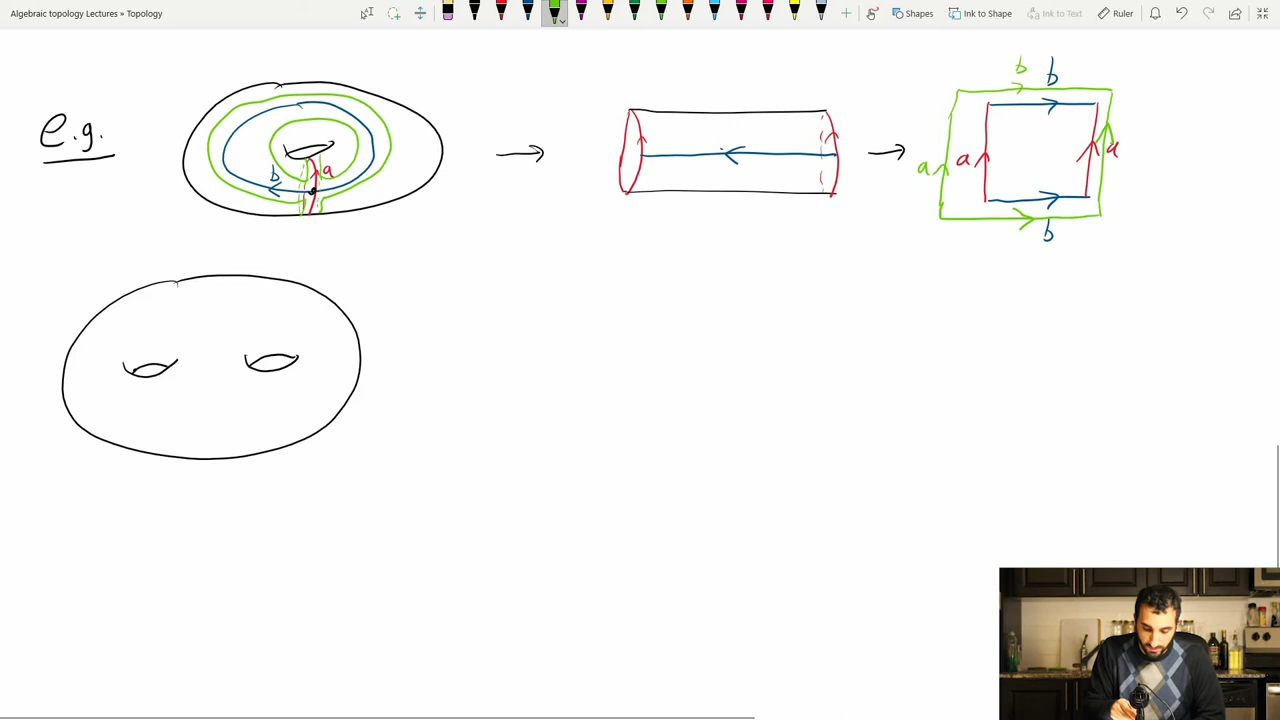 Algebraic topology Lectures » Topology
Shapes
Ink to Shape
Ink to Text
Ruler
e.g.
a
b
b
b
a
a
a
b